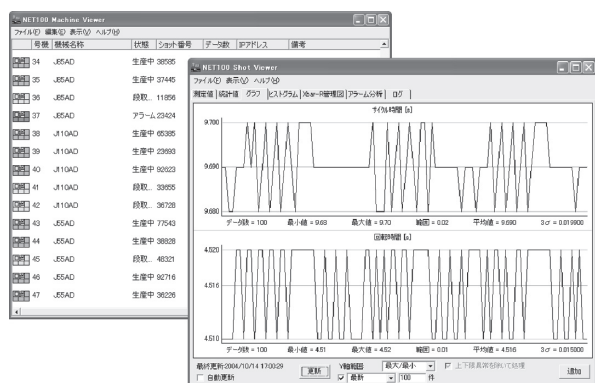 NET100 Machine Viewer
ファイル(F) 編集(E) 表示(V) ヘルプ(H)
号機 機械名称 状態 ショット番号 データ数 IPアドレス 備考
34 J85AD 生産中 38585
35 J85AD 生産中 37445
36 J85AD 段取... 11856
37 J85AD アラーム 23424
38 J110AD 生産中 65385
39 J110AD 生産中 23693
40 J110AD 生産中 92623
41 J110AD 段取... 33655
42 J110AD 段取... 36728
43 J55AD 生産中 77543
44 J55AD 生産中 38828
45 J55AD 段取... 48321
46 J55AD 生産中 92716
47 J55AD 生産中 36226
NET100 Shot Viewer
ファイル(F) 表示(V) ヘルプ(H)
測定値 統計値 グラフ ヒストグラム Xbar-R管理図 アラーム分析 ログ
サイクル時間 [s]
9.700
9.690
9.680
データ数 = 100 最小値 = 9.68 最大値 = 9.70 範囲 = 0.02 平均値 = 9.690 3σ = 0.019900
時間 [s]
4.520
4.516
4.510
データ数 = 100 最小値 = 4.51 最大値 = 4.52 範囲 = 0.01 平均値 = 4.516 3σ = 0.015000
最終更新:2004/10/14 17:00:29 更新 Y軸範囲 最大/最小 上下限異常を除いて処理 追加
自動更新 最新 100 件